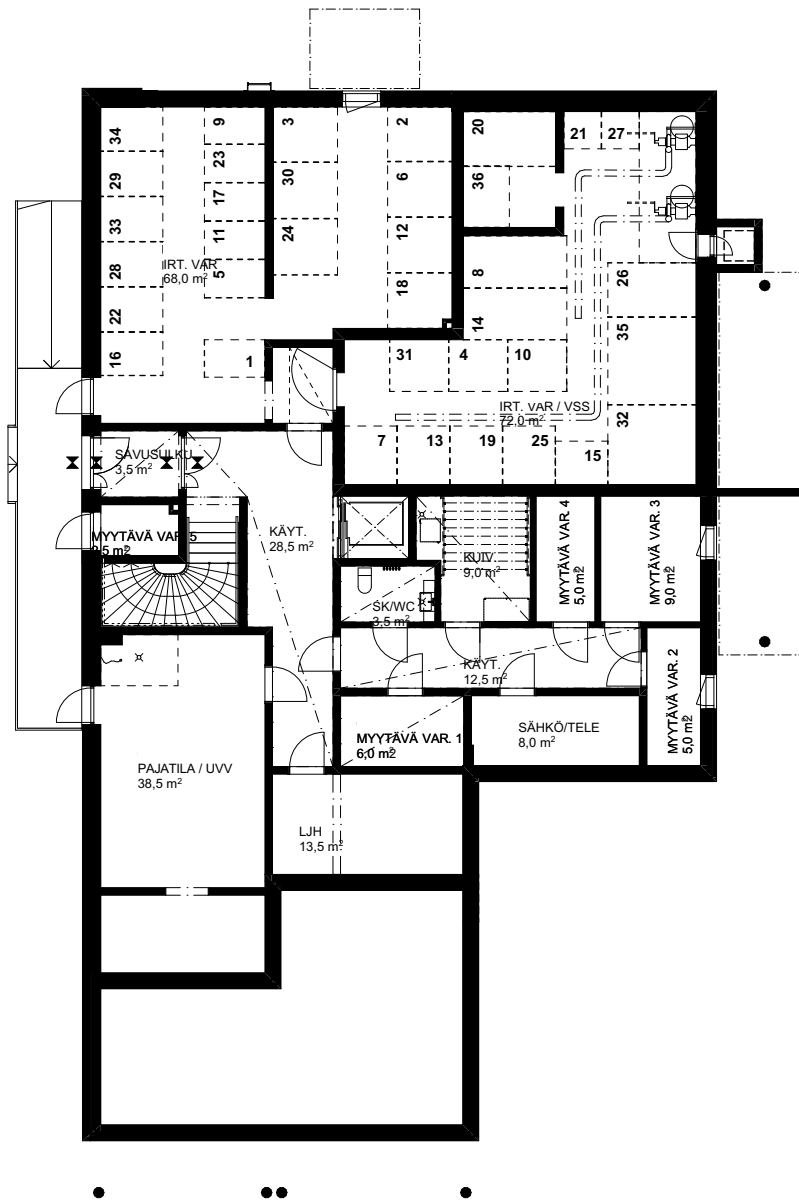 34
9
3
2
20
21
27
29
23
30
6
36
33
17
24
12
28
11
5
IRT. VAR
68,0 m²
8
26
22
18
14
35
16
1
31
4
10
IRT. VAR / VSS
72,0 m²
32
7
13
19
25
15
SAVUSULKU
3,5 m²
MYYTÄVÄ VAR. 5
KÄYT.
28,5 m²
KUIV.
9,0 m²
MYYTÄVÄ VAR. 4
5,0 m2
MYYTÄVÄ VAR. 3
9,0 m2
SK/WC
3,5 m²
KÄYT.
12,5 m²
MYYTÄVÄ VAR. 2
5,0 m2
MYYTÄVÄ VAR. 1
6,0 m2
SÄHKÖ/TELE
8,0 m²
PAJATILA / UVV
38,5 m²
LJH
13,5 m²